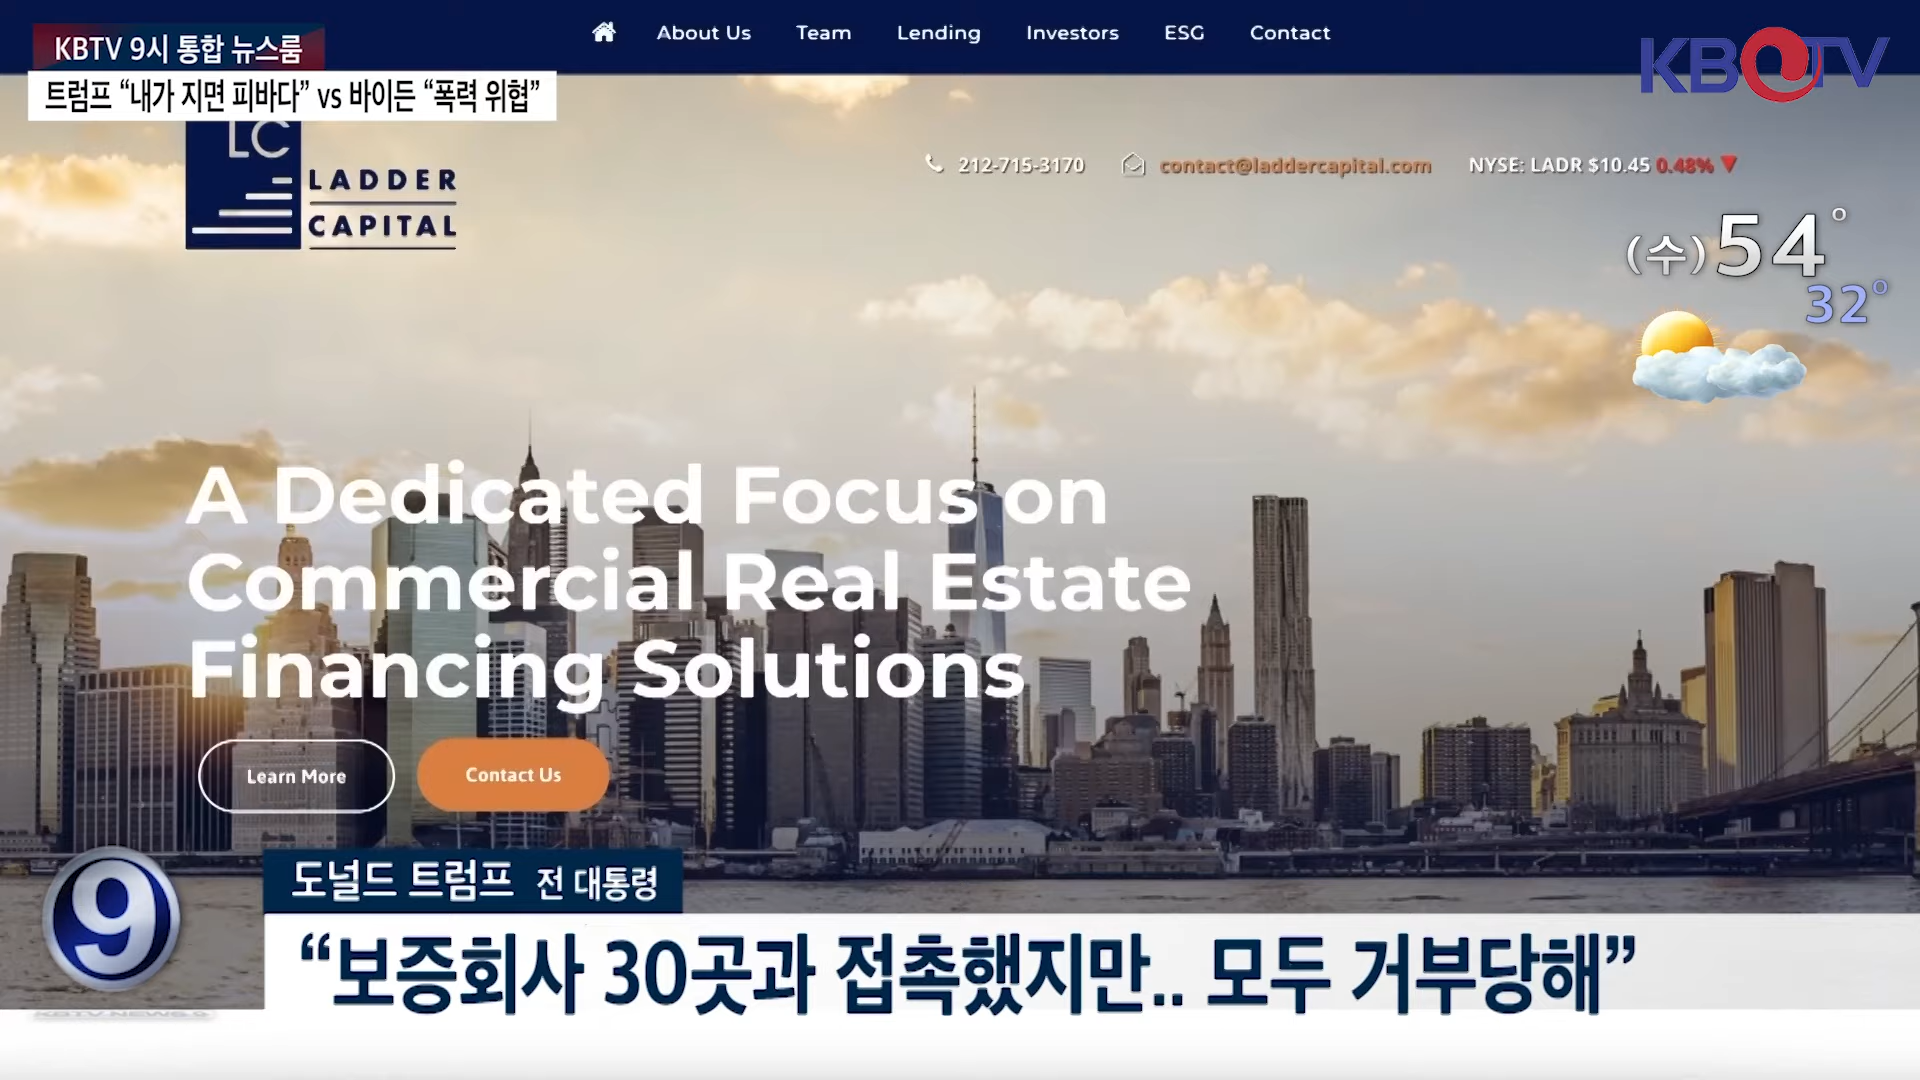 About Us Team Lending Investors ESG Contact
KBTV 9시 통합 뉴스룸
KBTV
트럼프 “내가 지면 피바다” vs 바이든 “폭력 위협”
LC
LADDER
CAPITAL
212-715-3170 contact@laddercapital.com NYSE: LADR $10.45 0.48% ▼
(수) 54°
32°
A Dedicated Focus on
Commercial Real Estate
Financing Solutions
Learn More Contact Us
9
도널드 트럼프 전 대통령
“보증회사 30곳과 접촉했지만.. 모두 거부당해”
KBTV NEWS 9